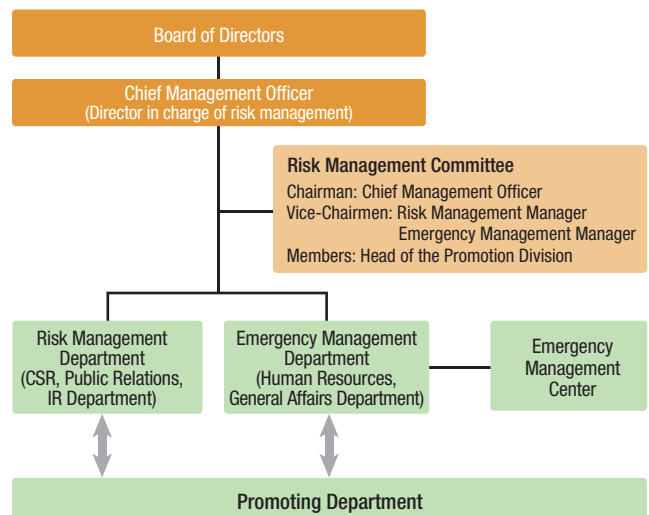 Board of Directors
Chief Management Officer
(Director in charge of risk management)
Risk Management Committee
Chairman: Chief Management Officer
Vice-Chairmen: Risk Management Manager
Emergency Management Manager
Members: Head of the Promotion Division
Risk Management
Department
(CSR, Public Relations,
IR Department)
Emergency Management
Department
(Human Resources,
General Affairs Department)
Emergency
Management
Center
Promoting Department